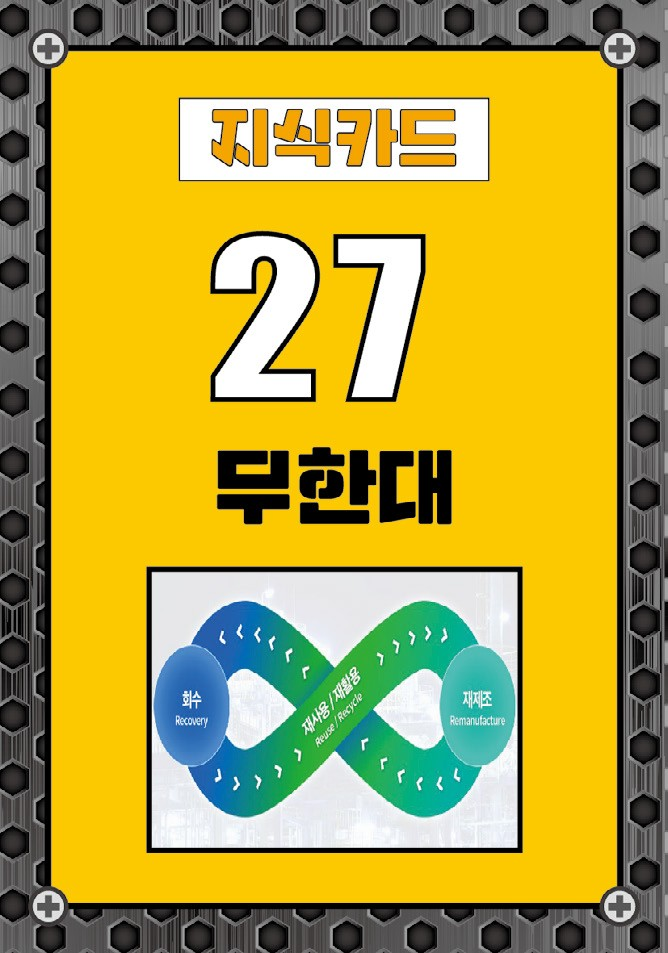 지식카드
27
무한대
회수
Recovery
재사용 / 재활용
Reuse / Recycle
재제조
Remanufacture